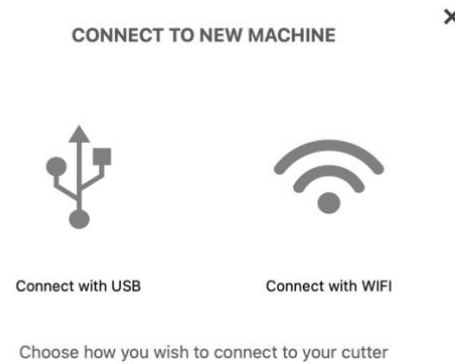 CONNECT TO NEW MACHINE
Connect with USB
Connect with WIFI
Choose how you wish to connect to your cutter